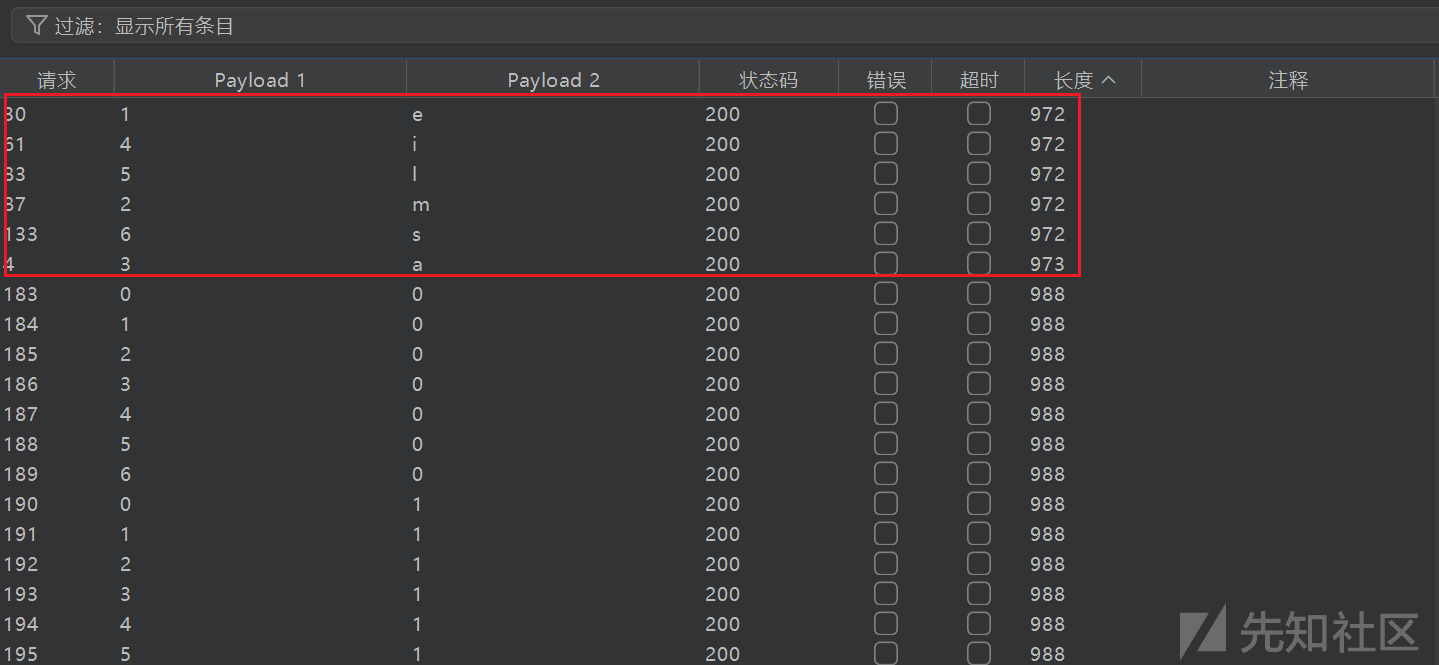 过滤：显示所有条目
请求 Payload 1 Payload 2 状态码 错误 超时 长度 注释
30 1 e 200 972
61 4 i 200 972
83 5 l 200 972
87 2 m 200 972
133 6 s 200 972
4 3 a 200 973
183 0 0 200 988
184 1 0 200 988
185 2 0 200 988
186 3 0 200 988
187 4 0 200 988
188 5 0 200 988
189 6 0 200 988
190 0 1 200 988
191 1 1 200 988
192 2 1 200 988
193 3 1 200 988
194 4 1 200 988
195 5 1 200 988
先知社区